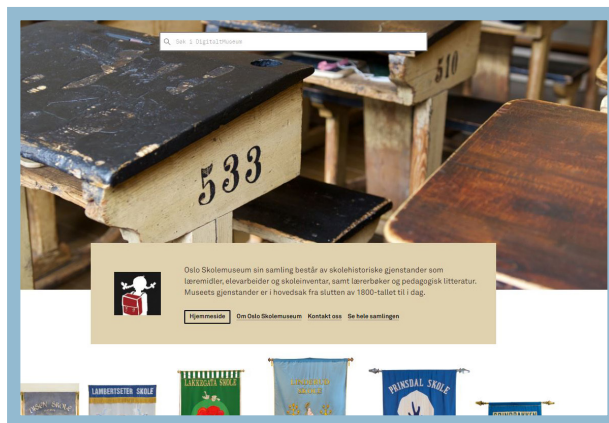 Søk i DigitaltMuseum
510
533
Oslo Skolemuseum sin samling består av skolehistoriske gjenstander som
læremidler, elevarbeider og skoleinventar, samt lærerbøker og pedagogisk litteratur.
Museets gjenstander er i hovedsak fra slutten av 1800-tallet til i dag.
Hjemmeside Om Oslo Skolemuseum Kontakt oss Se hele samlingen
LAKKEGATA SKOLE
PRINSDAL SKOLE
LAMBERTSETER SKOLE
SKOLE